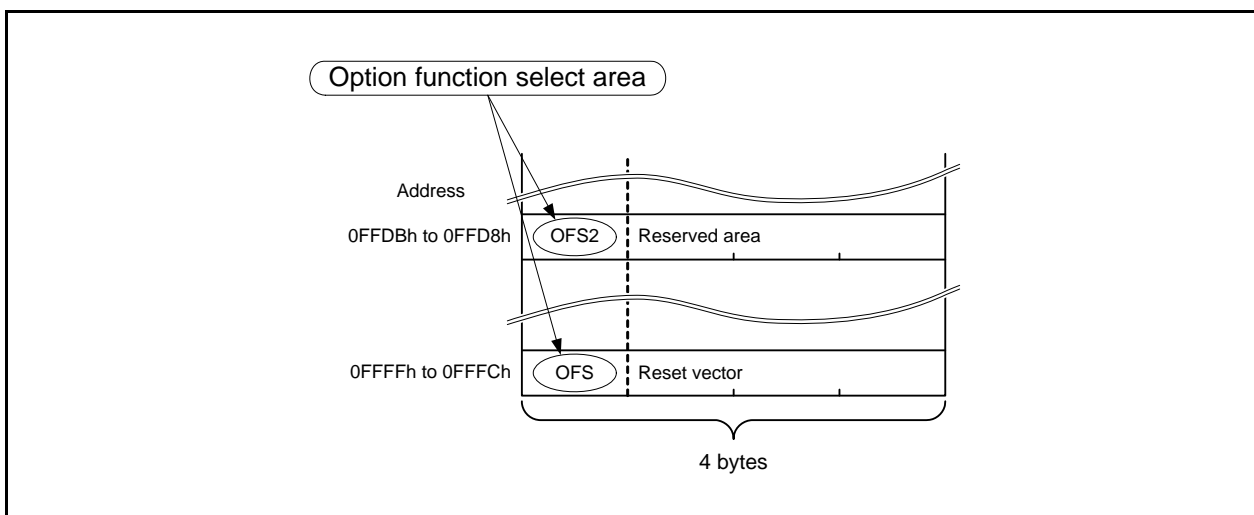 Option function select area
Address
0FFDBh to 0FFD8h OFS2 Reserved area
0FFFFh to 0FFFCh OFS Reset vector
4 bytes